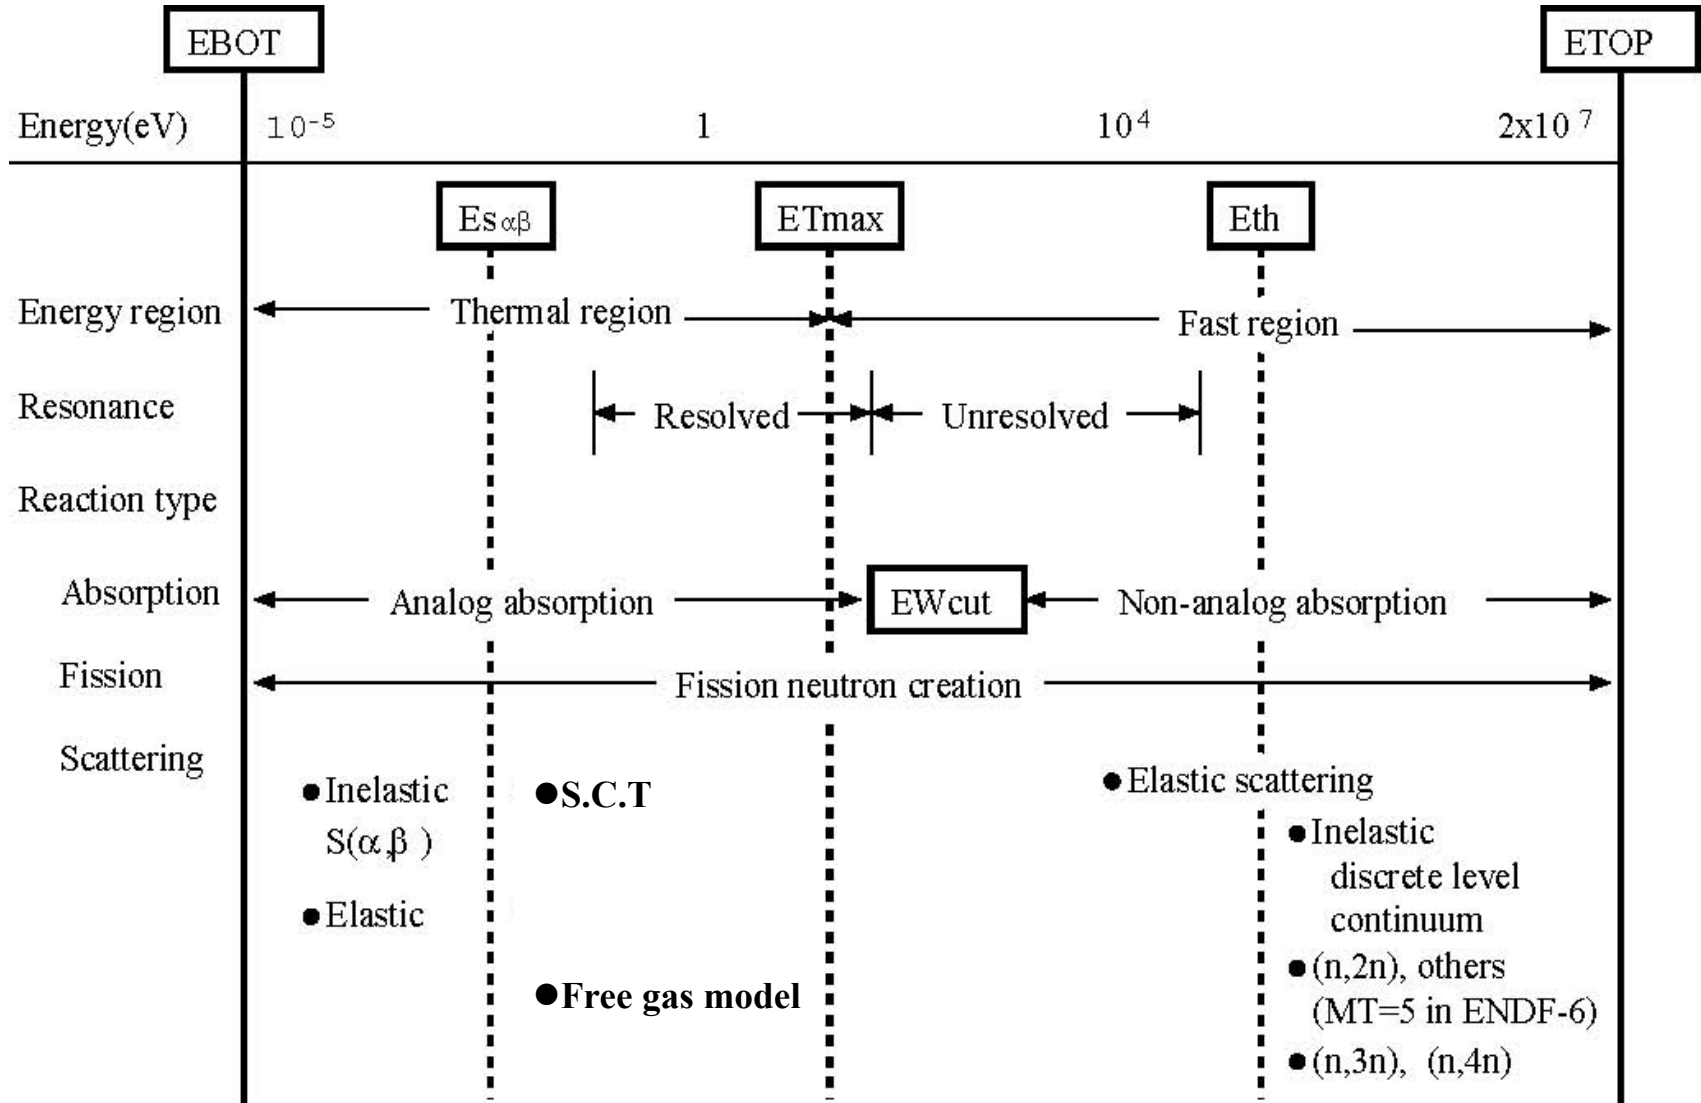 EBOT
ETOP
Energy(eV) 10⁻⁵ 1 10⁴ 2x10⁷
Esαβ ETmax Eth
Energy region Thermal region Fast region
Resonance Resolved Unresolved
Reaction type
Absorption Analog absorption EWcut Non-analog absorption
Fission Fission neutron creation
Scattering
●Inelastic
S(α,β )
●Elastic
●S.C.T
●Free gas model
●Elastic scattering
●Inelastic
discrete level
continuum
●(n,2n), others
(MT=5 in ENDF-6)
●(n,3n), (n,4n)